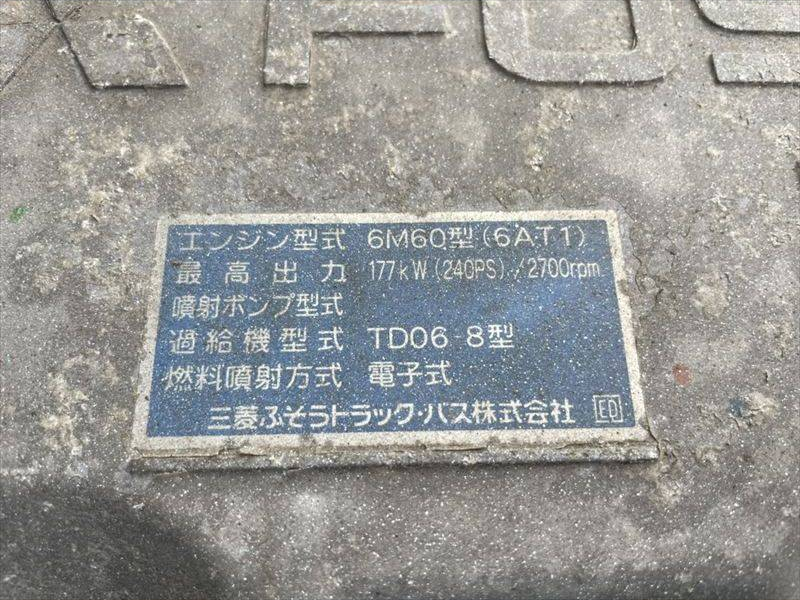 FUS
エンジン型式 6M60型(6AT1)
最高出力 177kW(240PS)/2700rpm
噴射ポンプ型式
過給機型式 TD06-8型
燃料噴射方式 電子式
三菱ふそうトラック・バス株式会社 ED